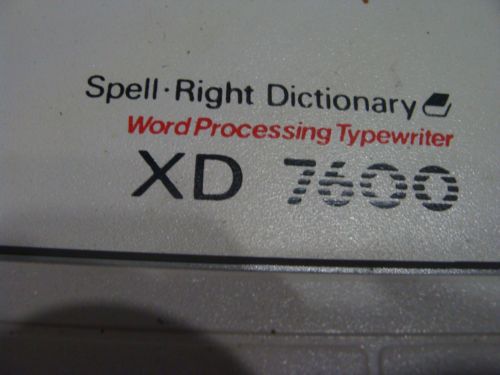 Spell·Right Dictionary
Word Processing Typewriter
XD 7600